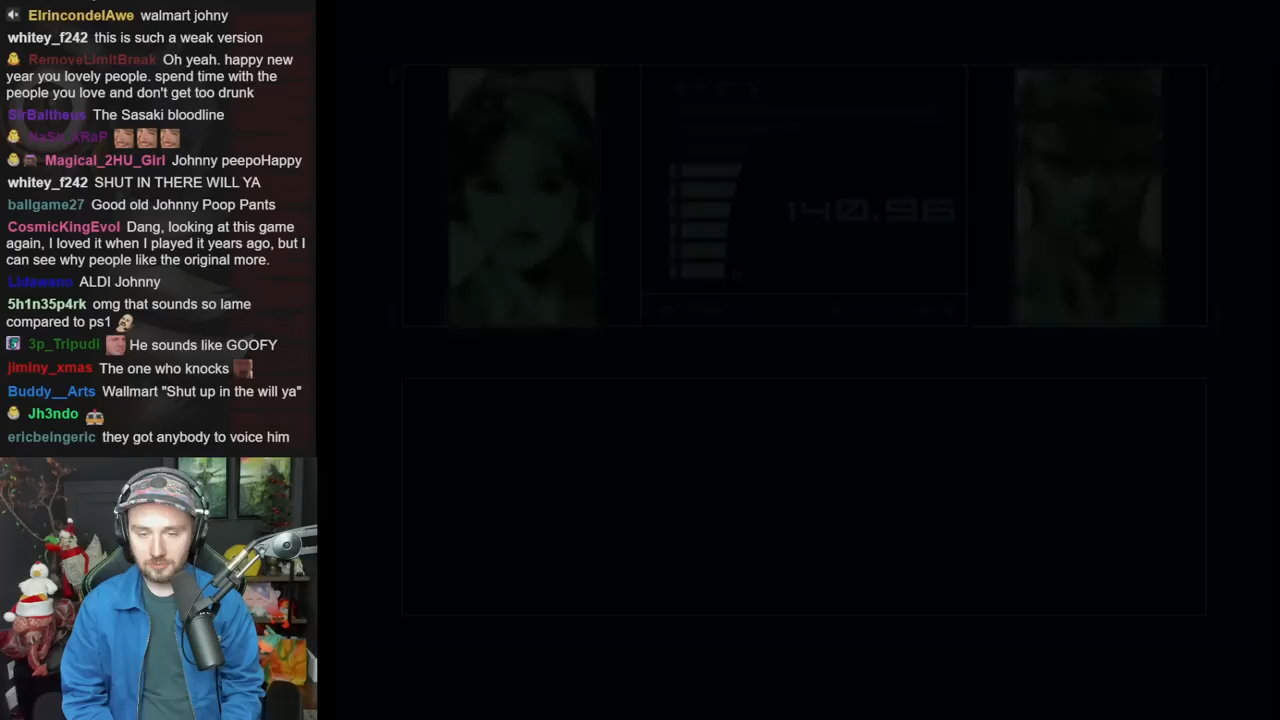 ElrincondelAwe walmart johny
whitey_f242 this is such a weak version
RemoveLimitBreak Oh yeah. happy new
year you lovely people. spend time with the
people you love and don't get too drunk
SirBaltheus The Sasaki bloodline
Magical_2HU_Girl Johnny peepoHappy
whitey_f242 SHUT IN THERE WILL YA
ballgame27 Good old Johnny Poop Pants
CosmicKingEvol Dang, looking at this game
again, I loved it when I played it years ago, but I
can see why people like the original more.
ALDI Johnny
5h1n35p4rk omg that sounds so lame
compared to ps1
3p_Tripudi He sounds like GOOFY
jiminy_xmas The one who knocks
Buddy__Arts Wallmart "Shut up in the will ya"
Jh3ndo
ericbeingeric they got anybody to voice him
140.96